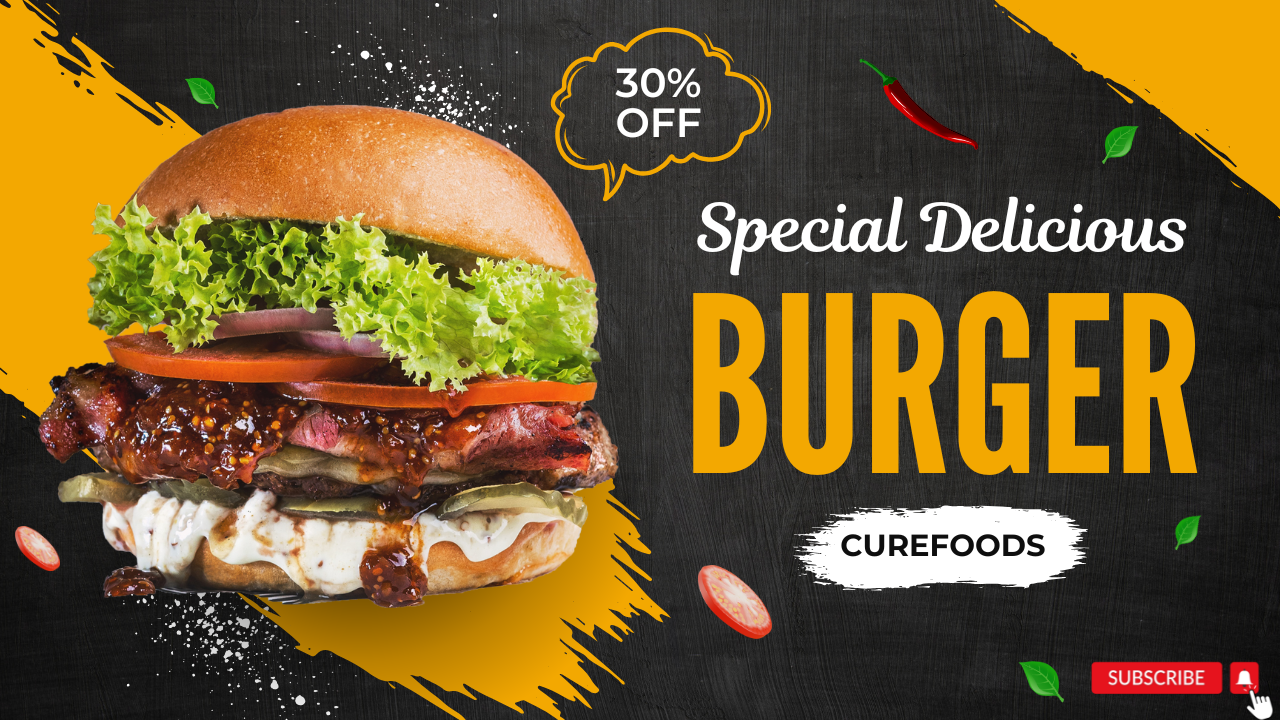 30%
OFF
Special Delicious
BURGER
CUREFOODS
SUBSCRIBE